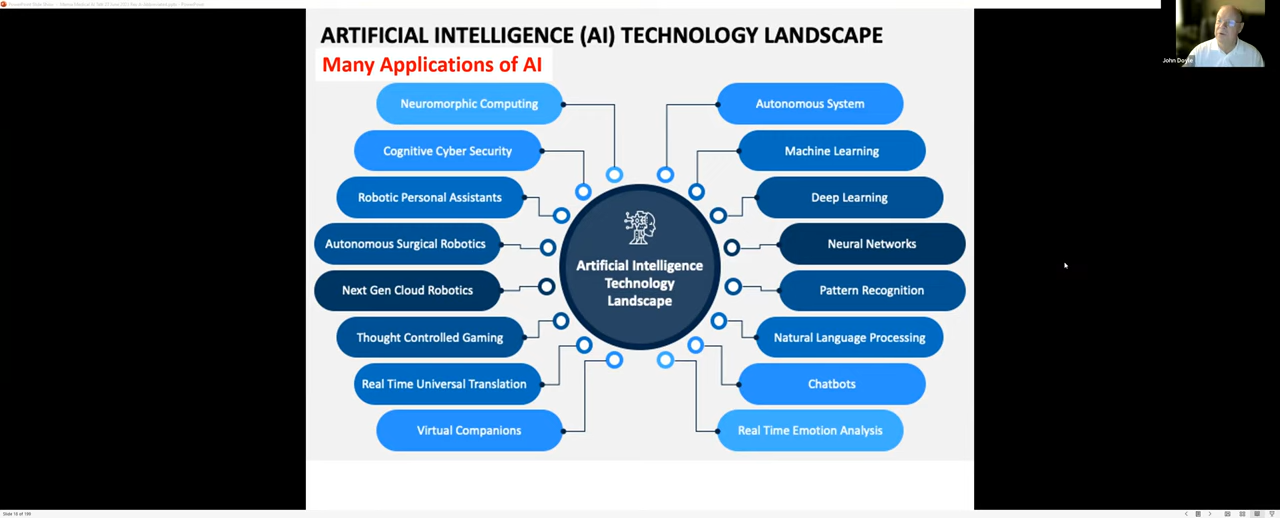 ARTIFICIAL INTELLIGENCE (AI) TECHNOLOGY LANDSCAPE
Many Applications of AI
Neuromorphic Computing
Cognitive Cyber Security
Robotic Personal Assistants
Autonomous Surgical Robotics
Next Gen Cloud Robotics
Thought Controlled Gaming
Real Time Universal Translation
Virtual Companions
Artificial Intelligence
Technology
Landscape
Autonomous System
Machine Learning
Deep Learning
Neural Networks
Pattern Recognition
Natural Language Processing
Chatbots
Real Time Emotion Analysis
John Doyle